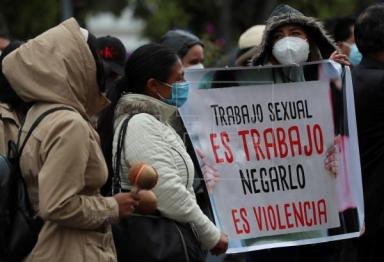 TRABAJO SEXUAL
ES TRABAJO
NEGARLO
ES VIOLENCIA